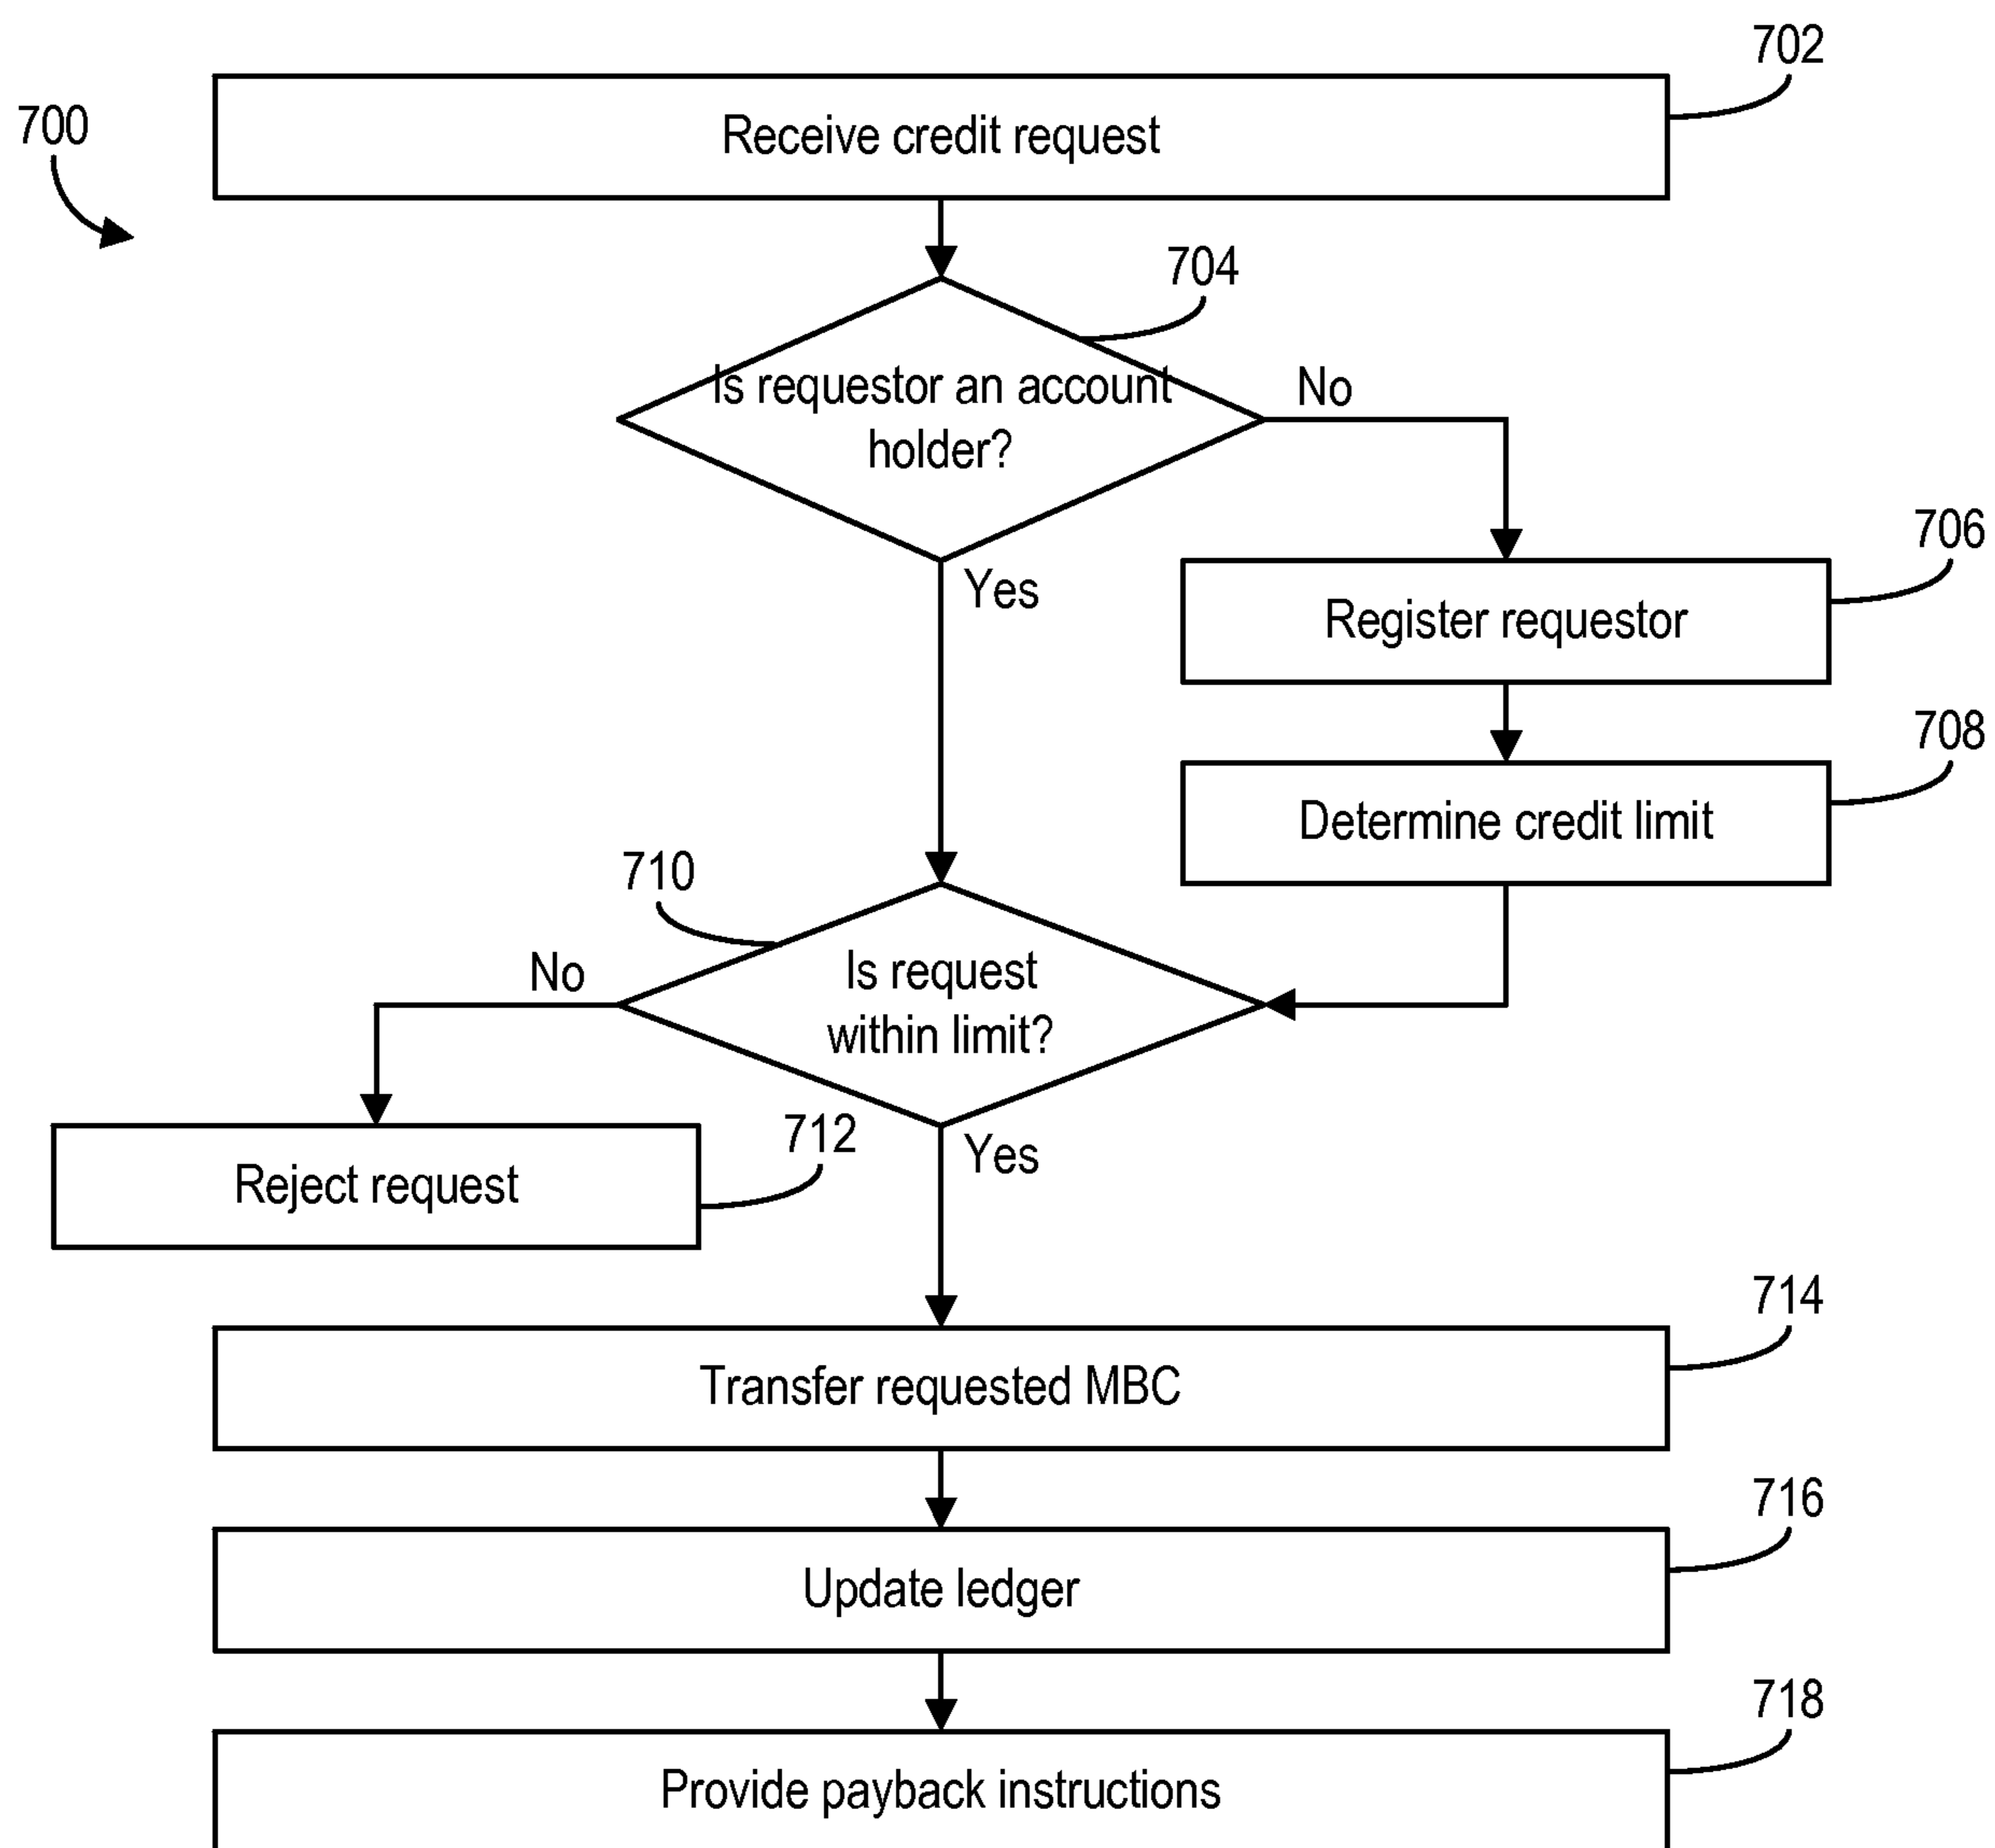 702
700
Receive credit request
704
Is requestor an account
holder?
No
Yes
706
Register requestor
708
Determine credit limit
710
Is request
within limit?
No
Yes
712
Reject request
714
Transfer requested MBC
716
Update ledger
718
Provide payback instructions